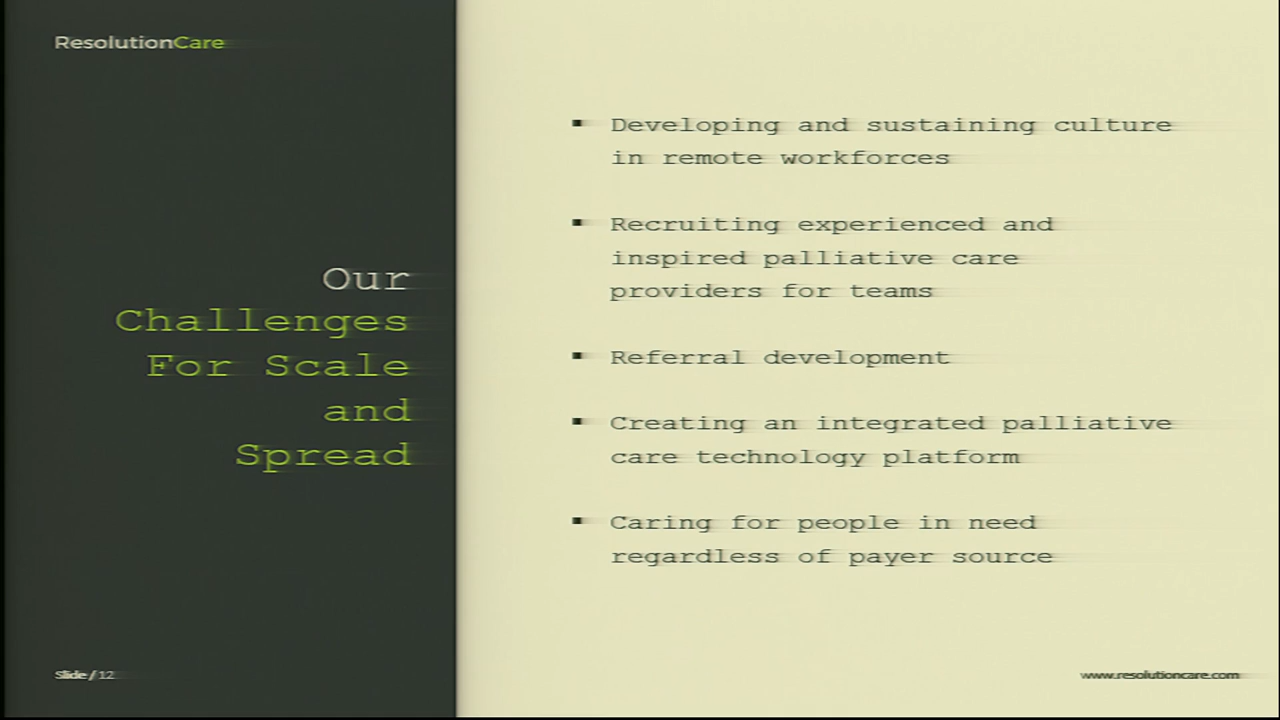 ResolutionCare
Our
Challenges
For Scale
and
Spread
▪ Developing and sustaining culture
in remote workforces
▪ Recruiting experienced and
inspired palliative care
providers for teams
▪ Referral development
▪ Creating an integrated palliative
care technology platform
▪ Caring for people in need
regardless of payer source
Slide / 12
www.resolutioncare.com